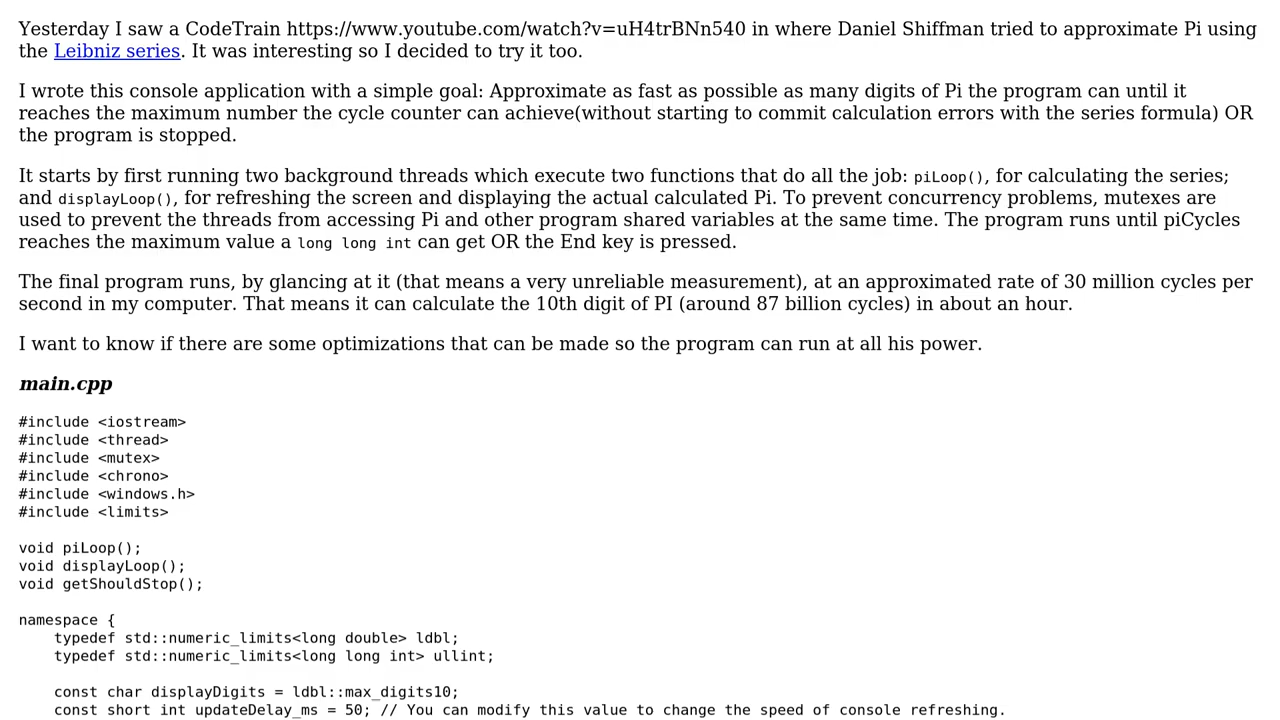 Yesterday I saw a CodeTrain https://www.youtube.com/watch?v=uH4trBNn540 in where Daniel Shiffman tried to approximate Pi using
the Leibniz series. It was interesting so I decided to try it too.
I wrote this console application with a simple goal: Approximate as fast as possible as many digits of Pi the program can until it
reaches the maximum number the cycle counter can achieve(without starting to commit calculation errors with the series formula) OR
the program is stopped.
It starts by first running two background threads which execute two functions that do all the job: piLoop(), for calculating the series;
and displayLoop(), for refreshing the screen and displaying the actual calculated Pi. To prevent concurrency problems, mutexes are
used to prevent the threads from accessing Pi and other program shared variables at the same time. The program runs until piCycles
reaches the maximum value a long long int can get OR the End key is pressed.
The final program runs, by glancing at it (that means a very unreliable measurement), at an approximated rate of 30 million cycles per
second in my computer. That means it can calculate the 10th digit of PI (around 87 billion cycles) in about an hour.
I want to know if there are some optimizations that can be made so the program can run at all his power.
main.cpp
#include <iostream>
#include <thread>
#include <mutex>
#include <chrono>
#include <windows.h>
#include <limits>
void piLoop();
void displayLoop();
void getShouldStop();
namespace {
    typedef std::numeric_limits<long double> ldbl;
    typedef std::numeric_limits<long long int> ullint;
    const char displayDigits = ldbl::max_digits10;
    const short int updateDelay_ms = 50; // You can modify this value to change the speed of console refreshing.